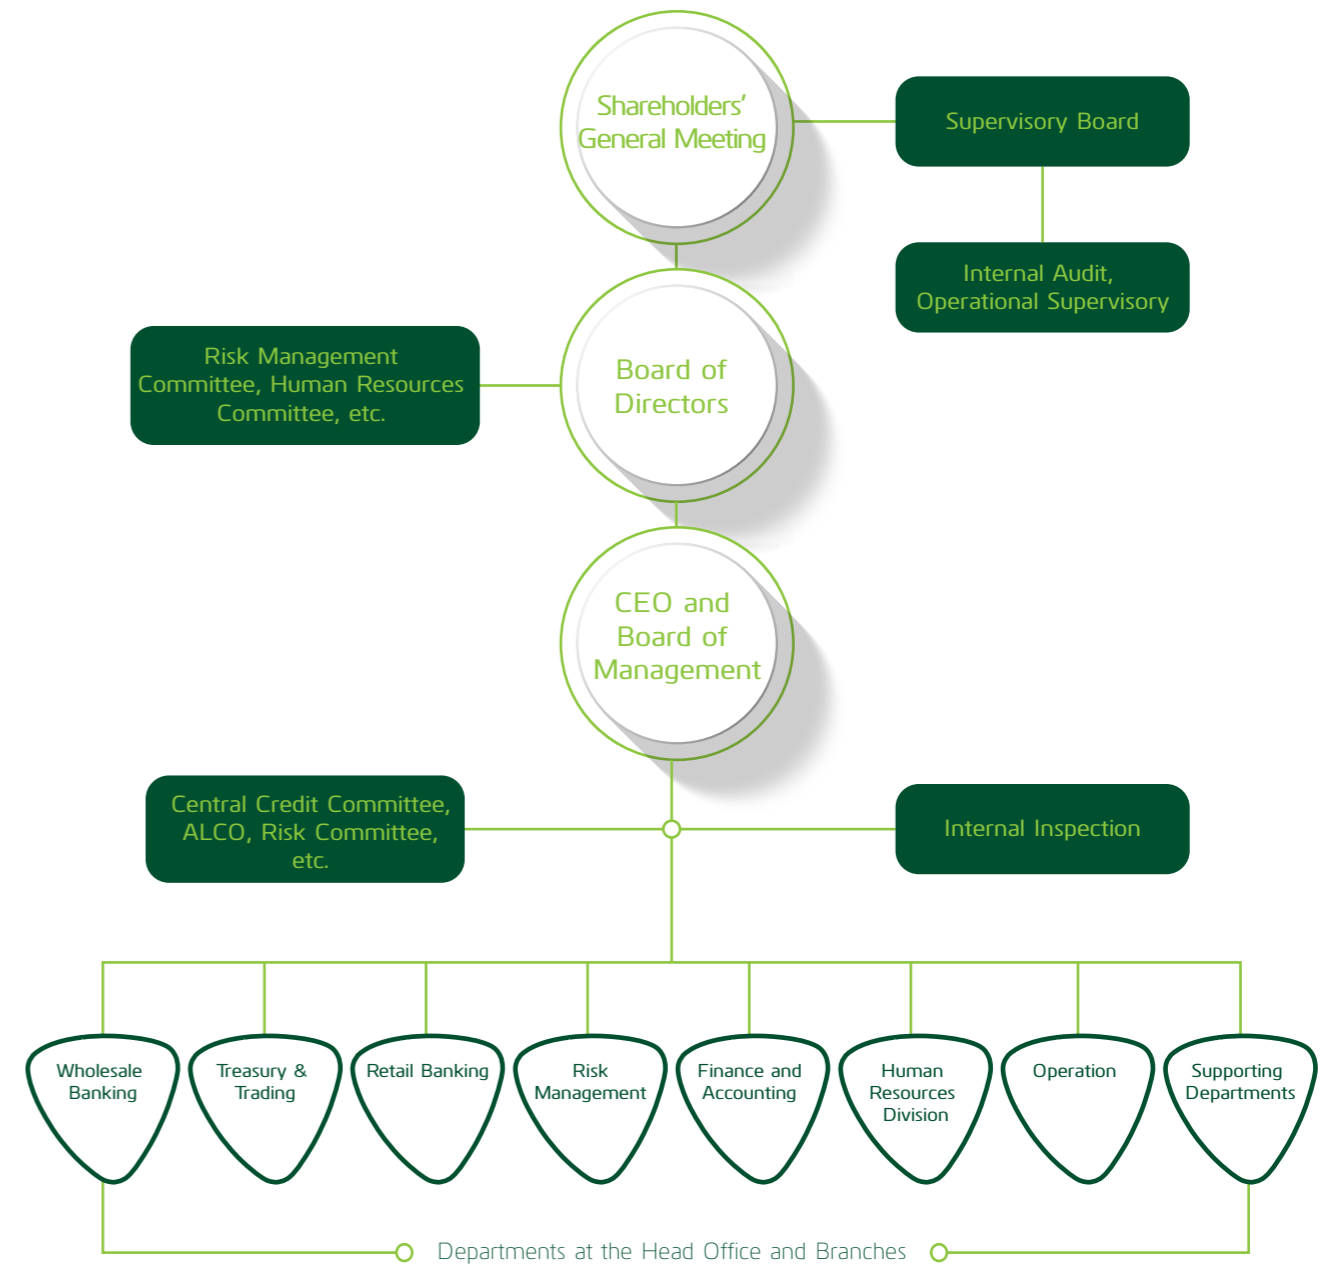 Shareholders'
General Meeting
Supervisory Board
Internal Audit,
Operational Supervisory
Risk Management
Committee, Human Resources
Committee, etc.
Board of
Directors
CEO and
Board of
Management
Central Credit Committee,
ALCO, Risk Committee,
etc.
Internal Inspection
Wholesale
Banking
Treasury &
Trading
Retail Banking
Risk
Management
Finance and
Accounting
Human
Resources
Division
Operation
Supporting
Departments
Departments at the Head Office and Branches